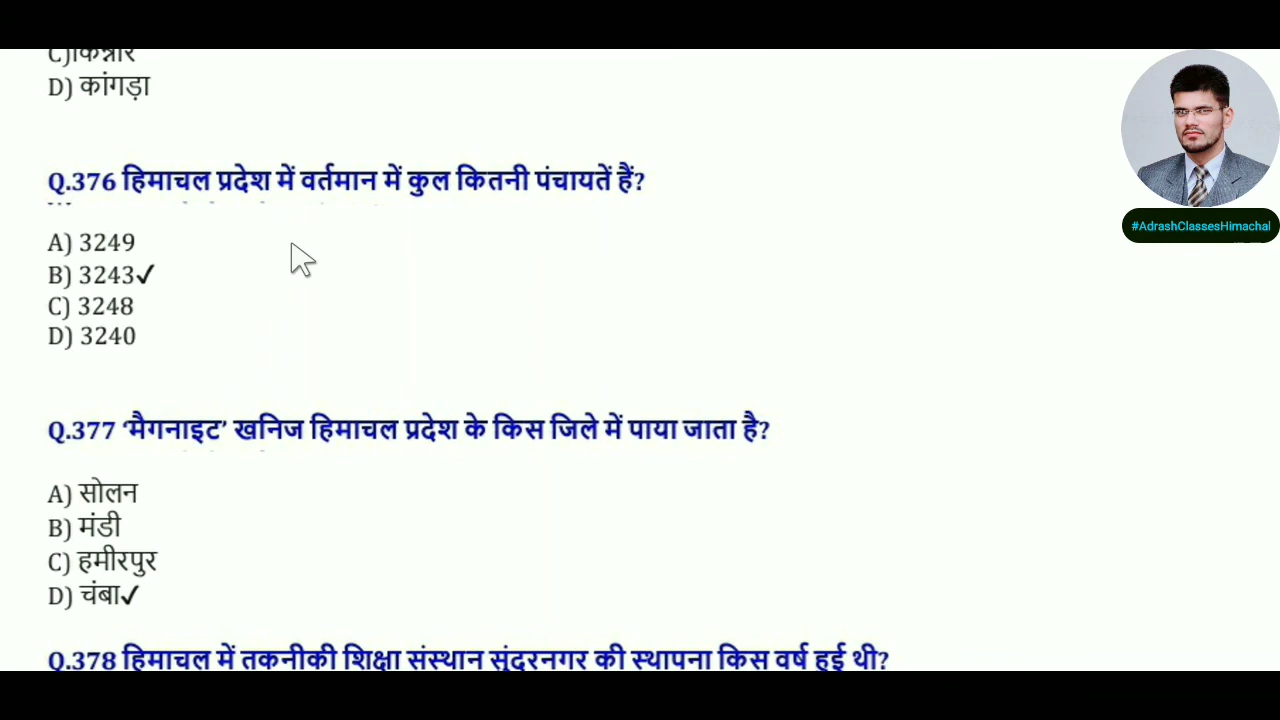 C)किन्नौर
D) कांगड़ा
#AdrashClassesHimachal
Q.376 हिमाचल प्रदेश में वर्तमान में कुल कितनी पंचायतें हैं?
A) 3249
B) 3243✓
C) 3248
D) 3240
Q.377 ‘मैगनाइट’ खनिज हिमाचल प्रदेश के किस जिले में पाया जाता है?
A) सोलन
B) मंडी
C) हमीरपुर
D) चंबा✓
Q.378 हिमाचल में तकनीकी शिक्षा संस्थान सुंदरनगर की स्थापना किस वर्ष हुई थी?